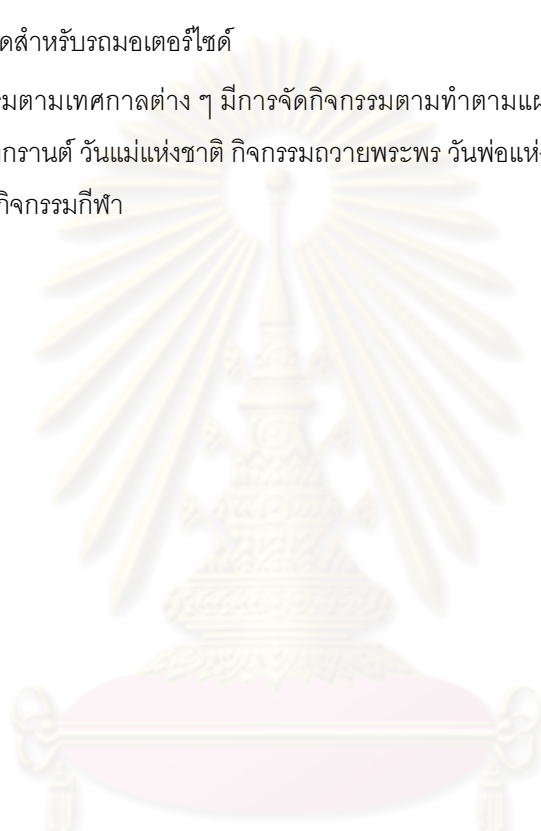 ดสำหรับรถมอเตอร์ไซด์
มตามเทศกาลต่าง ๆ มีการจัดกิจกรรมตามทำตามแผ
กรานต์ วันแม่แห่งชาติ กิจกรรมถวายพระพร วันพ่อแห่
กิจกรรมกีฬา